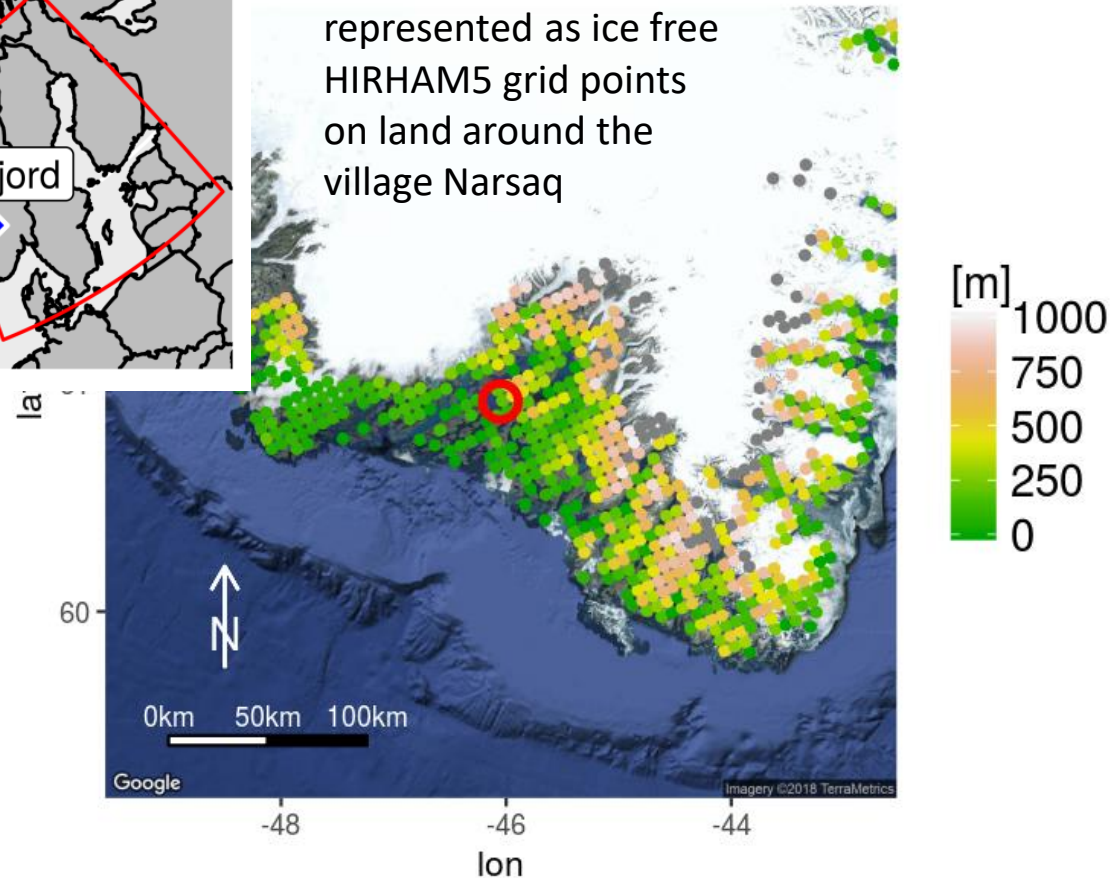 represented as ice free
HIRHAM5 grid points
on land around the
village Narsaq
jord
[m]
1000
750
500
250
0
la
60
N
0km 50km 100km
Google
Imagery ©2018 TerraMetrics
-48 -46 -44
lon